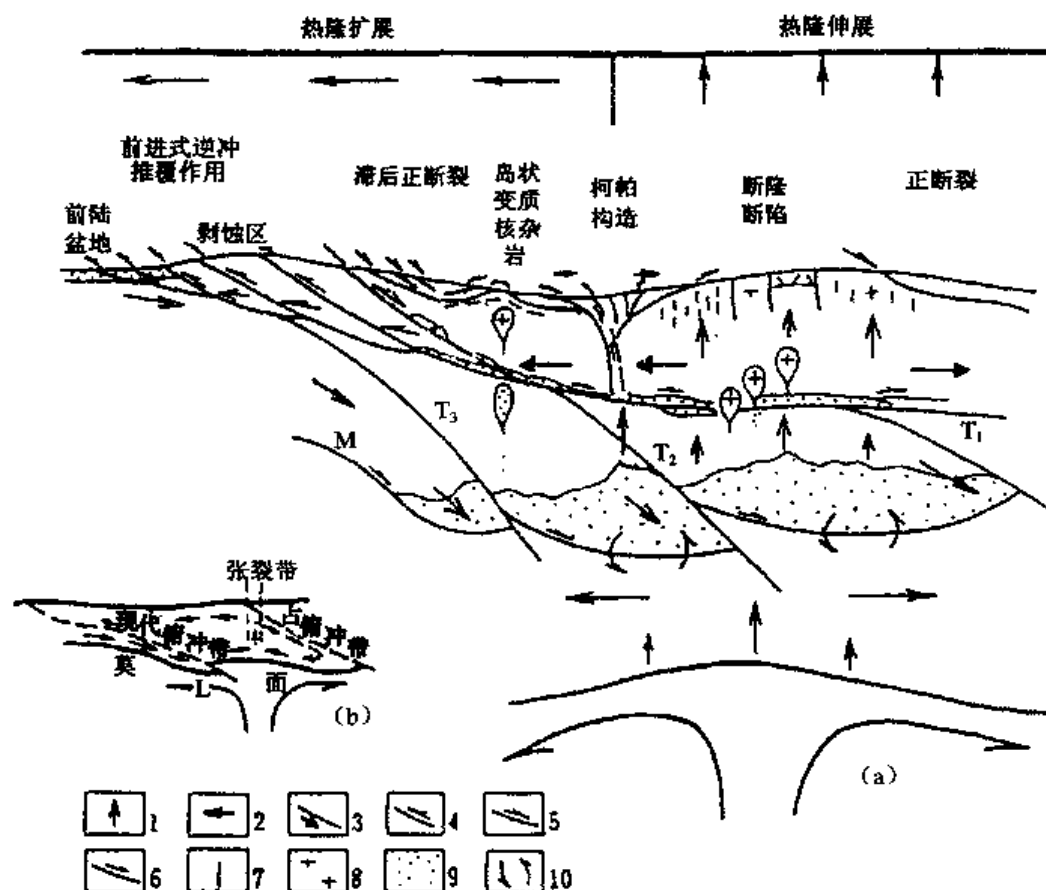 热隆扩展
热隆伸展
前进式逆冲
推覆作用
滞后正断裂
岛状
变质
核杂
岩
柯帕
构造
断隆
断陷
正断裂
前陆
盆地
剥蚀区
T₃
M
T₂
T₁
张裂带
现代俯冲带
古俯冲带
莫
L
面
(b)
(a)
1
2
3
4
5
6
7
8
9
10